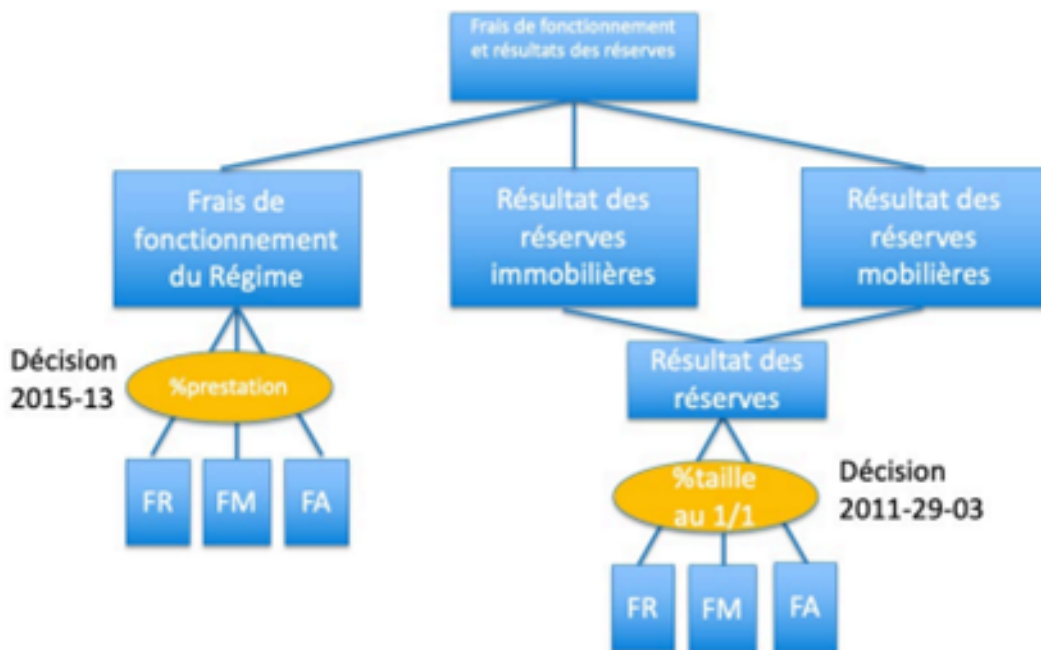 Frais de fonctionnement
et résultats des réserves
Frais de
fonctionnement
du Régime
Résultat des
réserves
immobilières
Résultat des
réserves
mobilières
Décision
2015-13
%prestation
FR
FM
FA
Résultat des
réserves
%taille
au 1/1
Décision
2011-29-03
FR
FM
FA